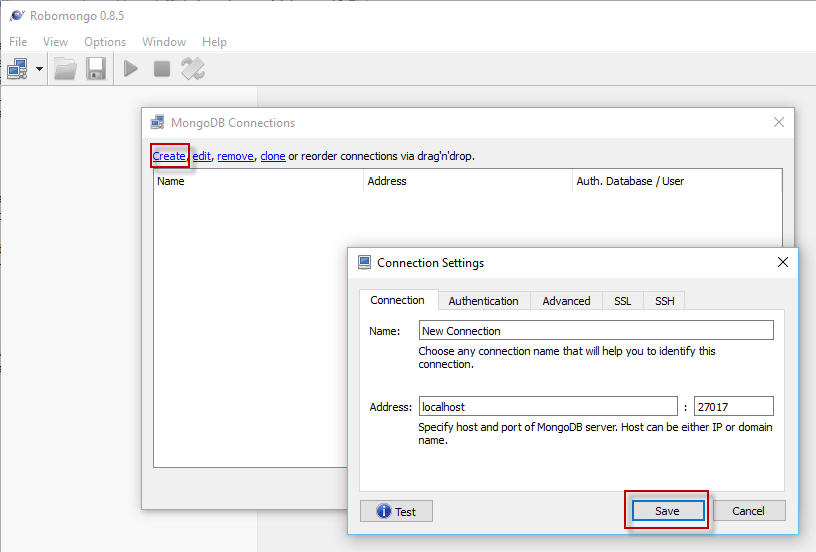 Robomongo 0.8.5
File View Options Window Help
MongoDB Connections
Create, edit, remove, clone or reorder connections via drag'n'drop.
Name Address Auth. Database / User
Connection Settings
Connection Authentication Advanced SSL SSH
Name: New Connection
Choose any connection name that will help you to identify this
connection.
Address: localhost : 27017
Specify host and port of MongoDB server. Host can be either IP or domain
name.
Test Save Cancel